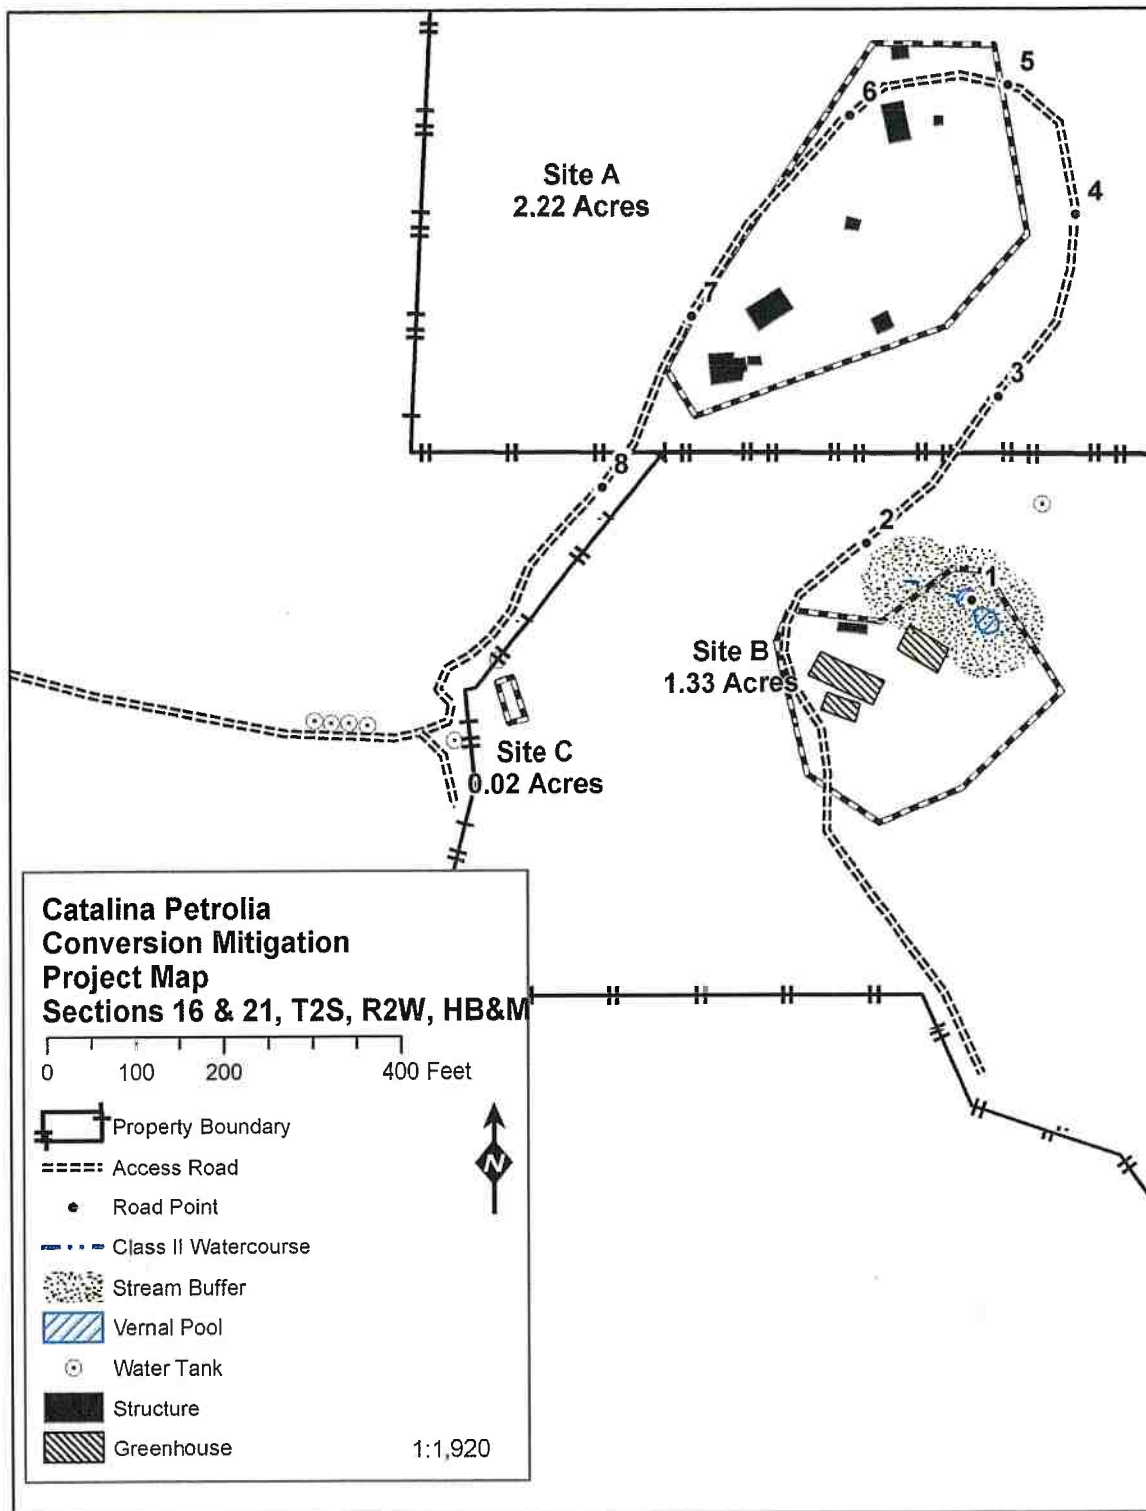 5
6
4
Site A
2.22 Acres
7
3
8
2
1
Site B
1.33 Acres
Site C
0.02 Acres
Catalina Petrolia
Conversion Mitigation
Project Map
Sections 16 & 21, T2S, R2W, HB&M
0 100 200 400 Feet
Property Boundary
Access Road
N
Road Point
Class II Watercourse
Stream Buffer
Vernal Pool
Water Tank
Structure
Greenhouse 1:1,920